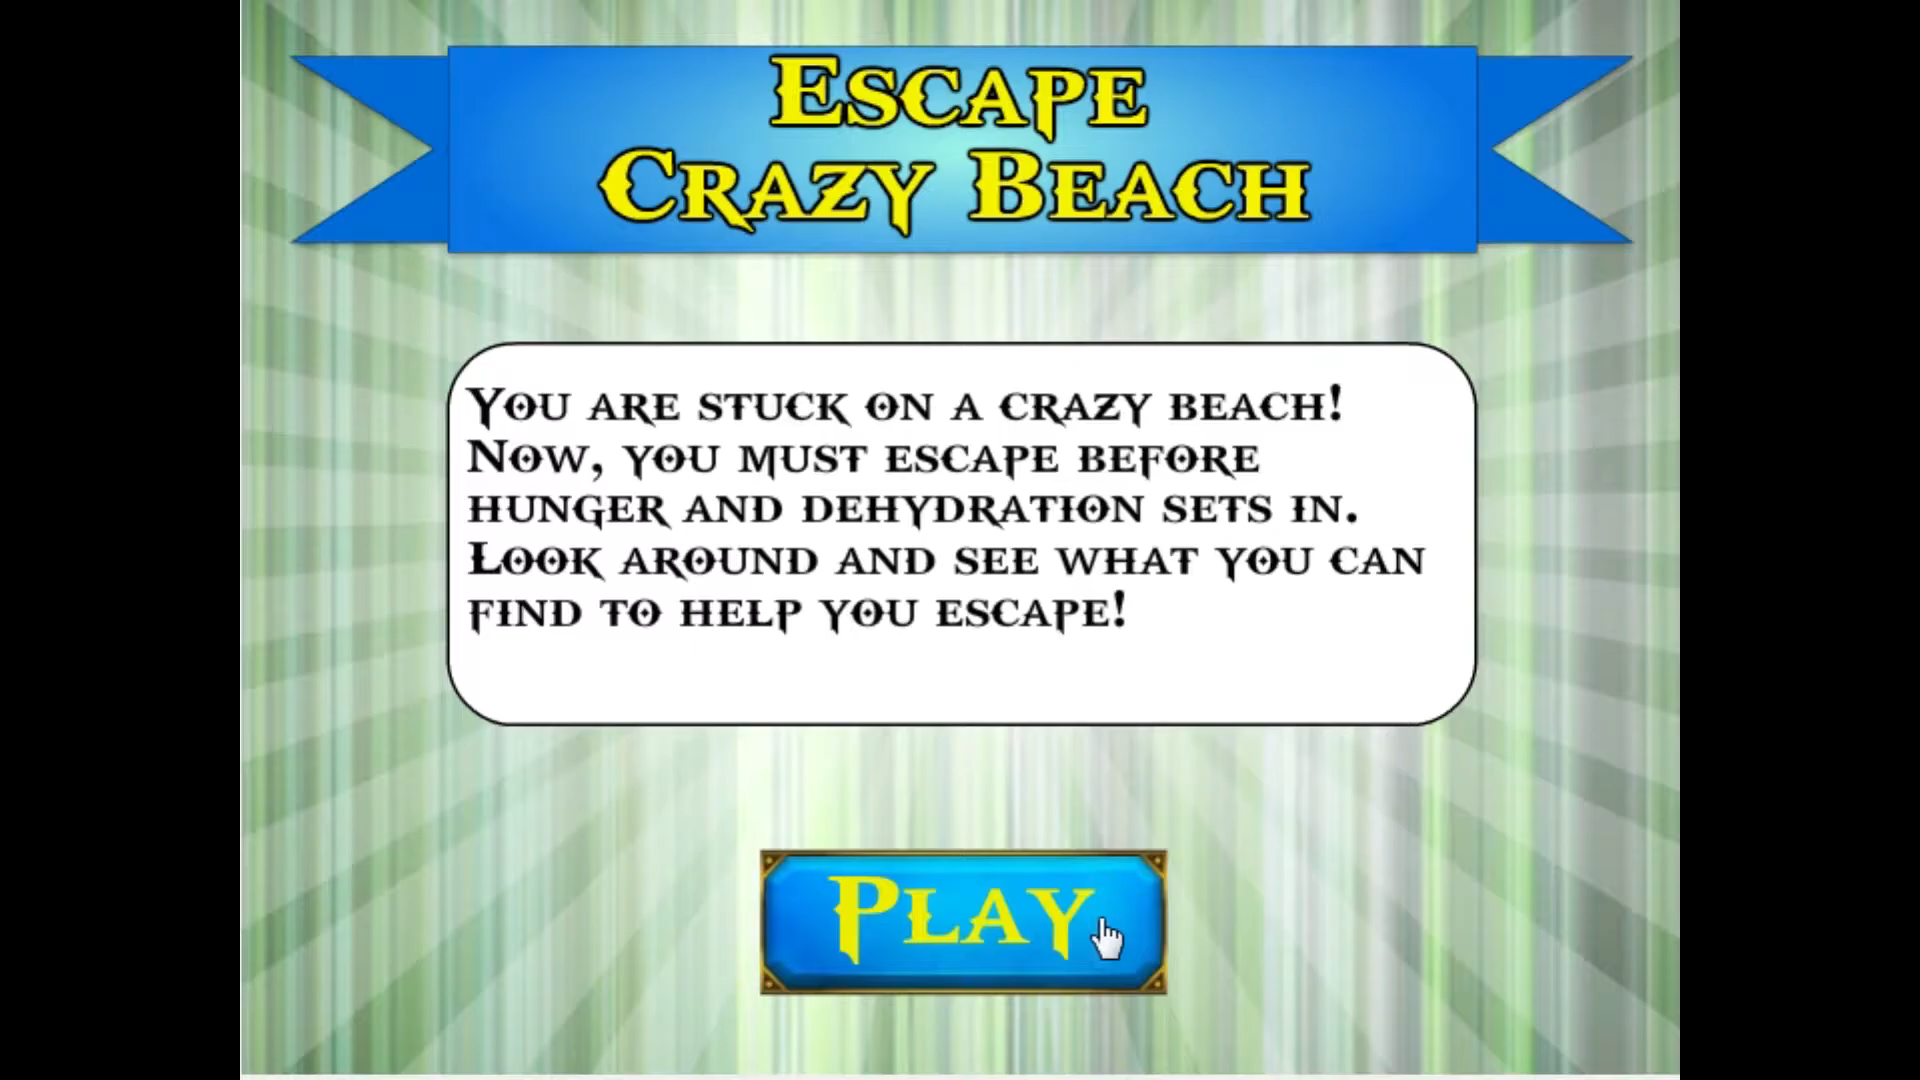 Escape
Crazy Beach
You are stuck on a crazy beach!
Now, you must escape before
hunger and dehydration sets in.
Look around and see what you can
find to help you escape!
Play